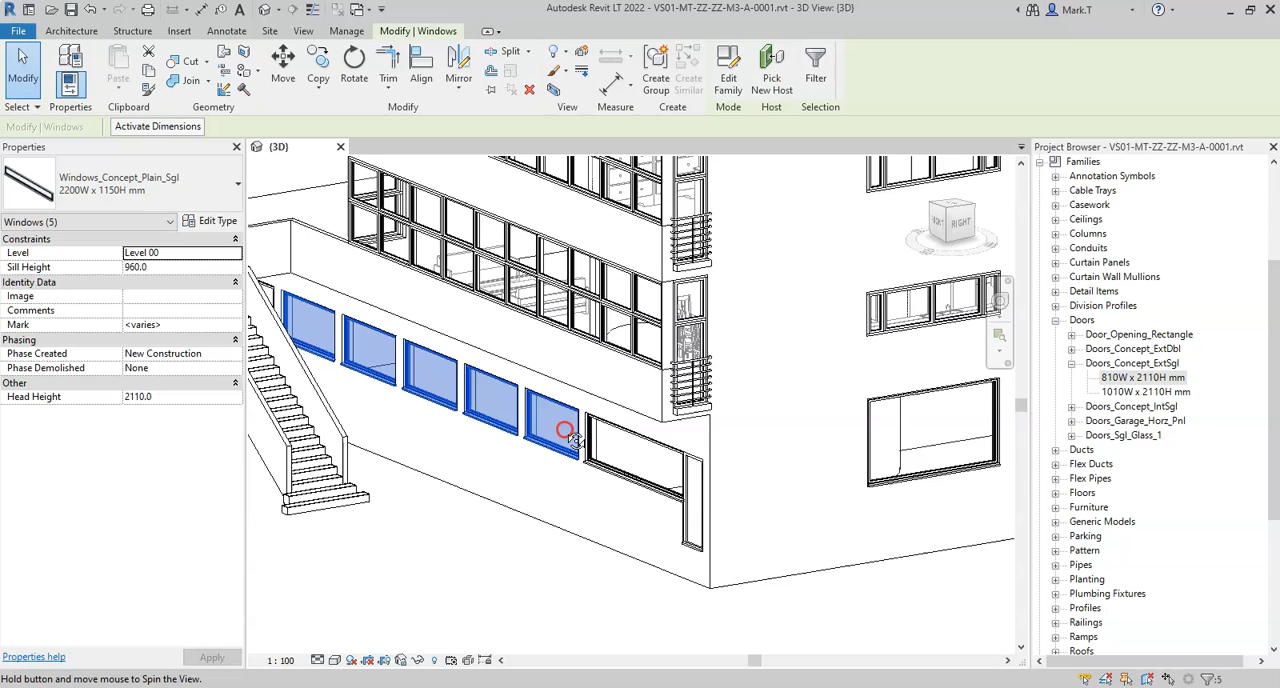 Autodesk Revit LT 2022 - VS01-MT-ZZ-ZZ-M3-A-0001.rvt - 3D View: {3D}
Mark.T
File Architecture Structure Insert Annotate Site View Manage Modify | Windows
Modify
Paste
Cut
Join
Move Copy Rotate Trim Align Mirror
Split
Create Group
Create Similar
Edit Family
Pick New Host
Filter
Select Properties Clipboard Geometry Modify View Measure Create Mode Host Selection
Modify | Windows Activate Dimensions
Properties
{3D}
Project Browser - VS01-MT-ZZ-ZZ-M3-A-0001.rvt
Windows_Concept_Plain_Sgl
2200W x 1150H mm
Windows (5) Edit Type
Constraints
Level Level 00
Sill Height 960.0
Identity Data
Image
Comments
Mark <varies>
Phasing
Phase Created New Construction
Phase Demolished None
Other
Head Height 2110.0
RIGHT
Families
Annotation Symbols
Cable Trays
Casework
Ceilings
Columns
Conduits
Curtain Panels
Curtain Wall Mullions
Detail Items
Division Profiles
Doors
Door_Opening_Rectangle
Doors_Concept_ExtDbl
Doors_Concept_ExtSgl
810W x 2110H mm
1010W x 2110H mm
Doors_Concept_IntSgl
Doors_Garage_Horz_Pnl
Doors_Sgl_Glass_1
Ducts
Flex Ducts
Flex Pipes
Floors
Furniture
Generic Models
Parking
Pattern
Pipes
Planting
Plumbing Fixtures
Profiles
Railings
Ramps
Roofs
Properties help Apply
1 : 100
Hold button and move mouse to Spin the View.
:5